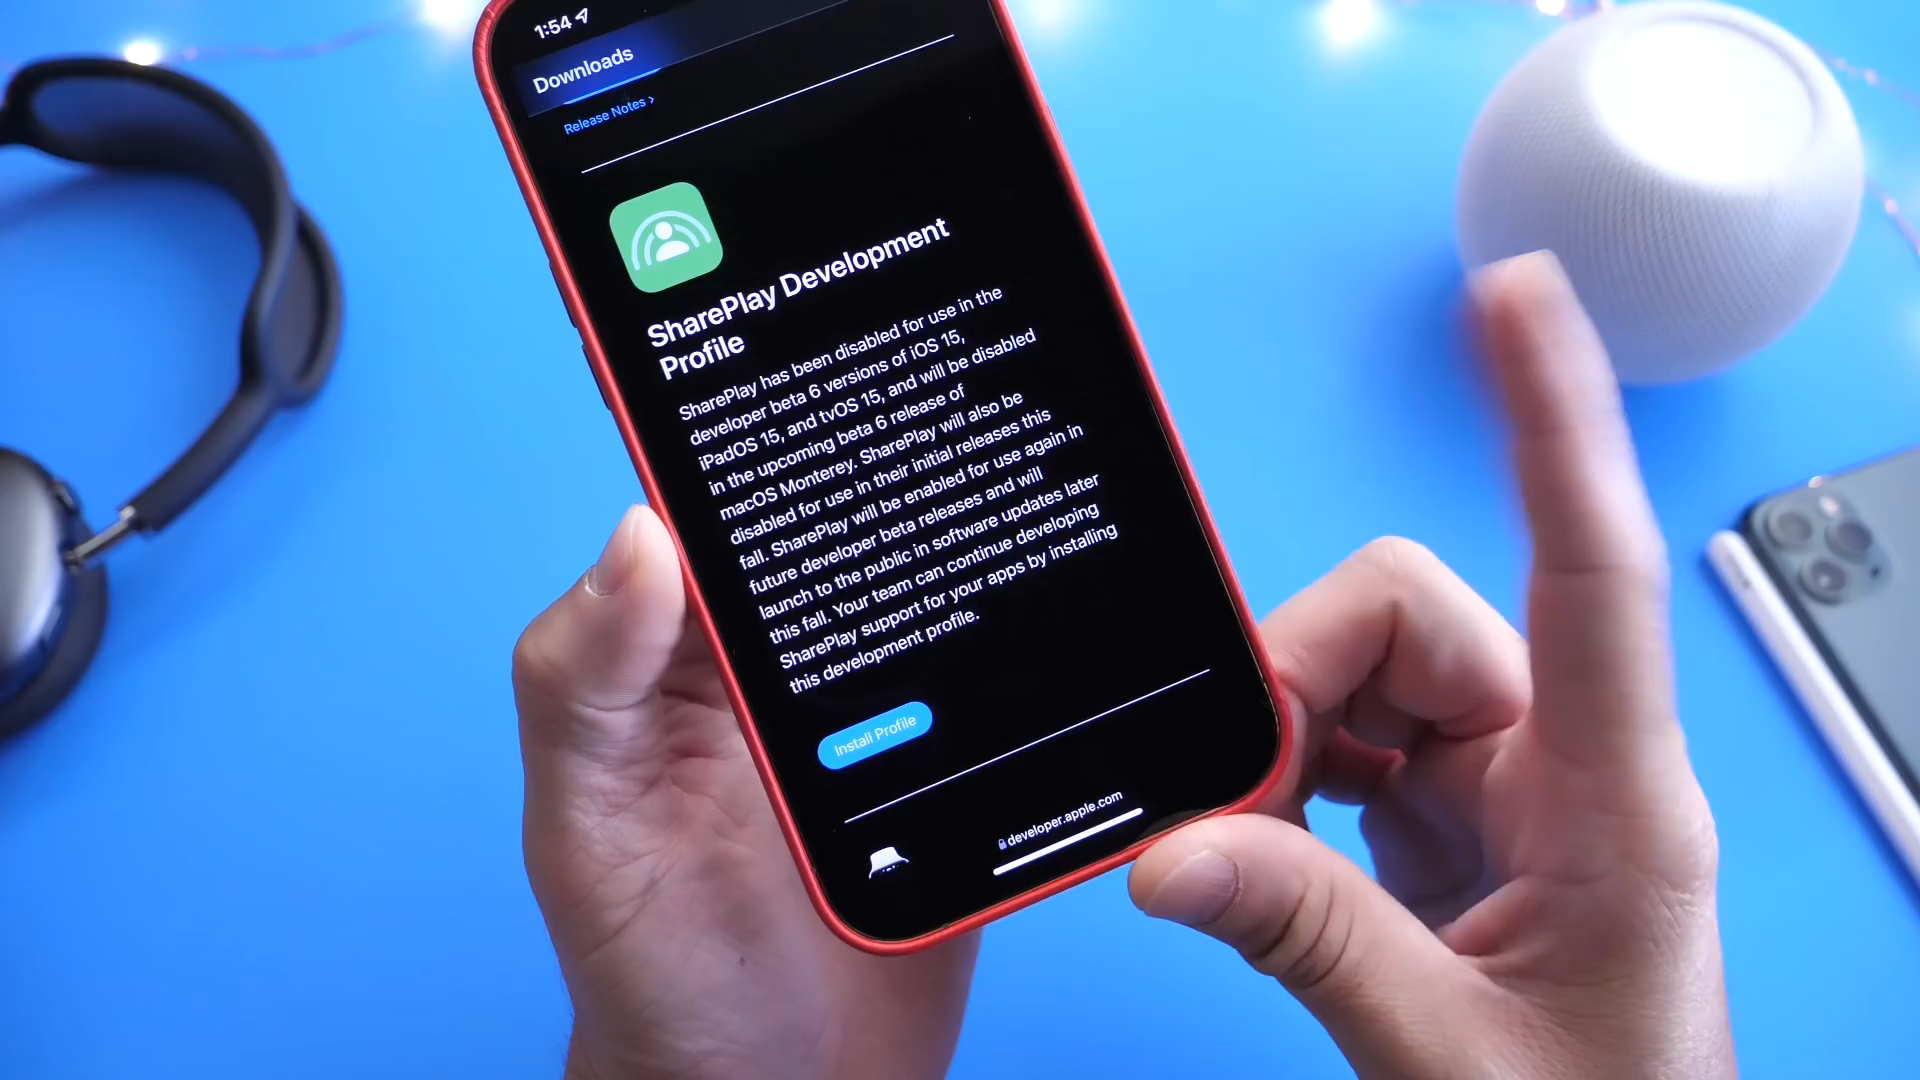 1:54
Downloads
Release Notes >
SharePlay Development
Profile
SharePlay has been disabled for use in the
developer beta 6 versions of iOS 15,
iPadOS 15, and tvOS 15, and will be disabled
in the upcoming beta 6 release of
macOS Monterey. SharePlay will also be
disabled for use in their initial releases this
fall. SharePlay will be enabled for use again in
future developer beta releases and will
launch to the public in software updates later
this fall. Your team can continue developing
SharePlay support for your apps by installing
this development profile.
Install Profile
developer.apple.com